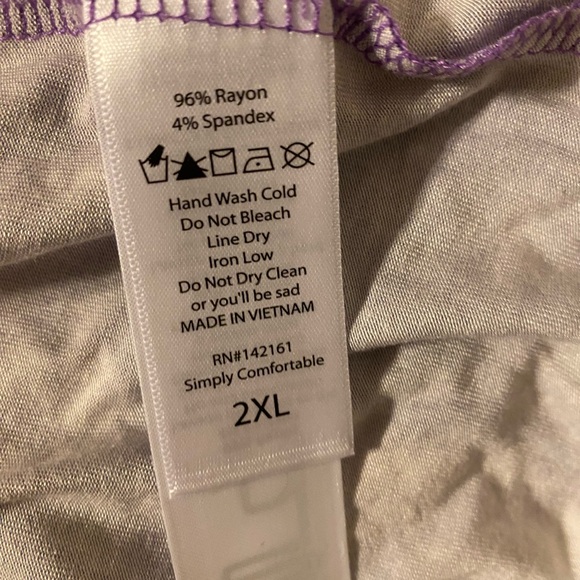 96% Rayon
4% Spandex
Hand Wash Cold
Do Not Bleach
Line Dry
Iron Low
Do Not Dry Clean
or you'll be sad
MADE IN VIETNAM
RN#142161
Simply Comfortable
2XL